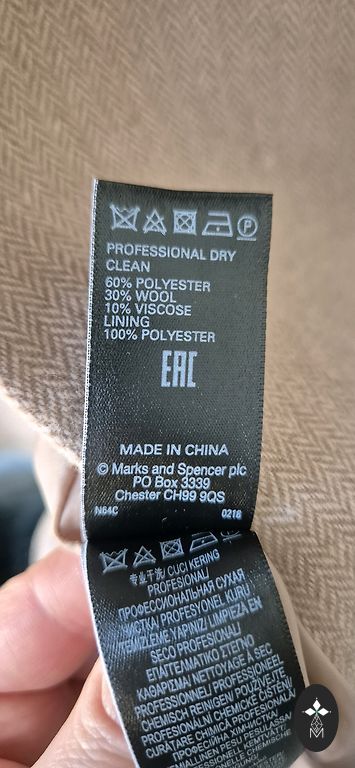 PROFESSIONAL DRY
CLEAN
60% POLYESTER
30% WOOL
10% VISCOSE
LINING
100% POLYESTER
EAC
MADE IN CHINA
© Marks and Spencer plc
PO Box 3339
Chester CH99 9QS
N64C 0218
专业干洗 CUCI KERING
PROFESIONAL/
ПРОФЕССИОНАЛЬНАЯ СУХАЯ
ЧИСТКА PROFESYONEL KURU
TEMİZLEME YAPINIZ/ LIMPIEZA EN
SECO PROFESIONAL/
ΕΠΑΓΓΕΛΜΑΤΙΚΟ ΣΤΕΓΝΟ
ΚΑΘΑΡΙΣΜΑ NETTOYAGE A SEC
PROFESSIONNEL/ PROFESSIONEEL
CHEMISCH REINIGEN/ POUŽIVEJTE
PROFESIONÁLNÍ CHEMICKÉ ČISTĚNÍ/
CURĂȚARE CHIMICĂ PROFESIONALĂ/